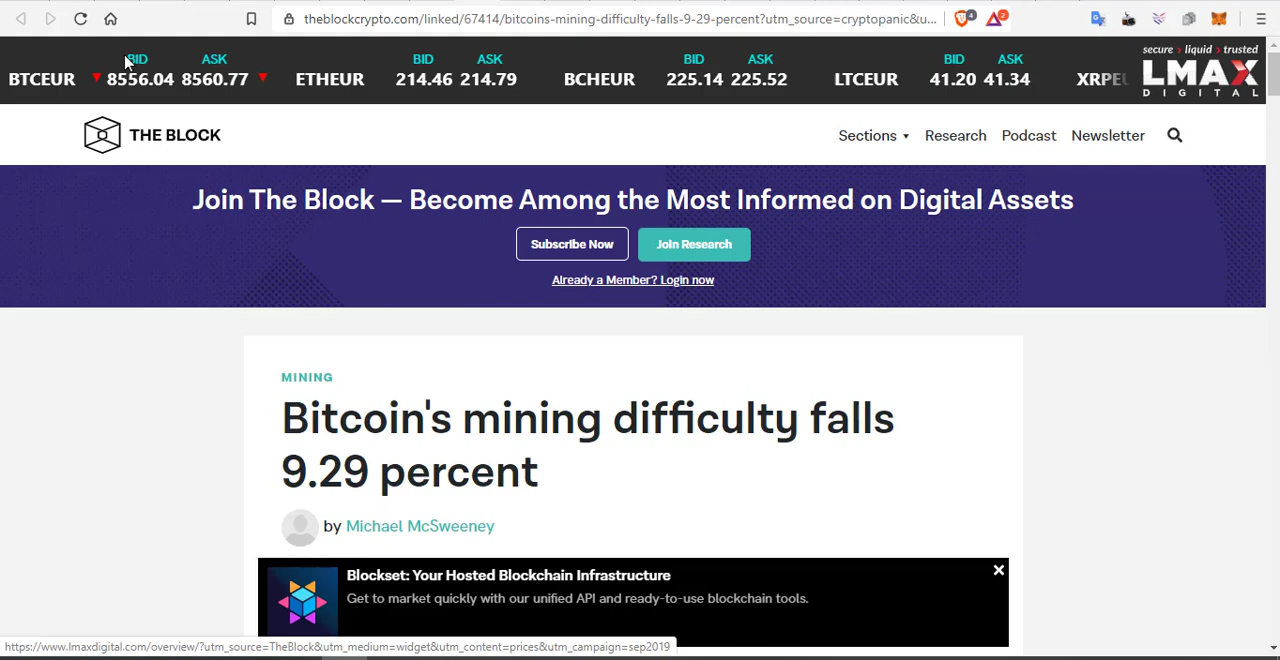 theblockcrypto.com/linked/67414/bitcoins-mining-difficulty-falls-9-29-percent?utm_source=cryptopanic&u...
4
2
BID ASK BID ASK BID ASK BID ASK
BTCEUR 8556.04 8560.77 ETHEUR 214.46 214.79 BCHEUR 225.14 225.52 LTCEUR 41.20 41.34 XRPEU
secure › liquid › trusted
LMAX
DIGITAL
THE BLOCK
Sections Research Podcast Newsletter
Join The Block — Become Among the Most Informed on Digital Assets
Subscribe Now Join Research
Already a Member? Login now
MINING
Bitcoin's mining difficulty falls
9.29 percent
by Michael McSweeney
Blockset: Your Hosted Blockchain Infrastructure
Get to market quickly with our unified API and ready-to-use blockchain tools.
https://www.lmaxdigital.com/overview/?utm_source=TheBlock&utm_medium=widget&utm_content=prices&utm_campaign=sep2019